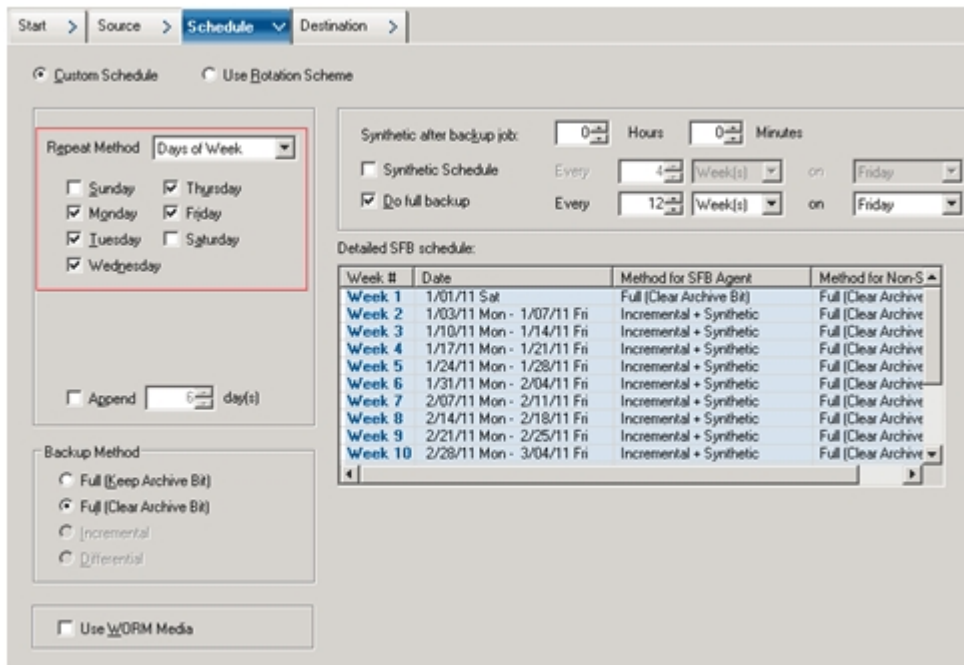 Start > Source > Schedule Destination >
Custom Schedule Use Rotation Scheme
Repeat Method Days of Week
Sunday Thursday
Monday Friday
Tuesday Saturday
Wednesday
Append 6 day(s)
Backup Method
Full (Keep Archive Bit)
Full (Clear Archive Bit)
Incremental
Differential
Use WORM Media
Synthetic after backup job: 0 Hours 0 Minutes
Synthetic Schedule Every 4 Week(s) on Friday
Do full backup Every 12 Week(s) on Friday
Detailed SFB schedule:
Week # Date Method for SFB Agent Method for Non-S
Week 1 1/01/11 Sat Full (Clear Archive Bit) Full (Clear Archive
Week 2 1/03/11 Mon - 1/07/11 Fri Incremental + Synthetic Full (Clear Archive
Week 3 1/10/11 Mon - 1/14/11 Fri Incremental + Synthetic Full (Clear Archive
Week 4 1/17/11 Mon - 1/21/11 Fri Incremental + Synthetic Full (Clear Archive
Week 5 1/24/11 Mon - 1/28/11 Fri Incremental + Synthetic Full (Clear Archive
Week 6 1/31/11 Mon - 2/04/11 Fri Incremental + Synthetic Full (Clear Archive
Week 7 2/07/11 Mon - 2/11/11 Fri Incremental + Synthetic Full (Clear Archive
Week 8 2/14/11 Mon - 2/18/11 Fri Incremental + Synthetic Full (Clear Archive
Week 9 2/21/11 Mon - 2/25/11 Fri Incremental + Synthetic Full (Clear Archive
Week 10 2/28/11 Mon - 3/04/11 Fri Incremental + Synthetic Full (Clear Archive